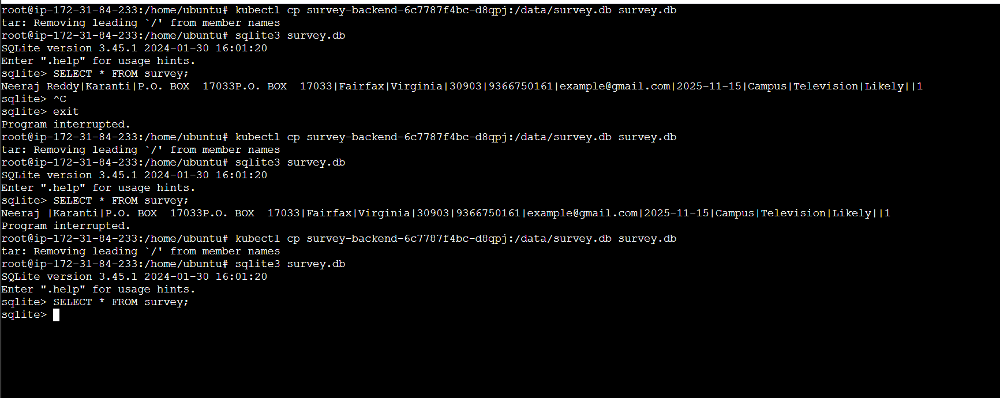 root@ip-172-31-84-233:/home/ubuntu# kubectl cp survey-backend-6c7787f4bc-d8qpj:/data/survey.db survey.db
tar: Removing leading `/' from member names
root@ip-172-31-84-233:/home/ubuntu# sqlite3 survey.db
SQLite version 3.45.1 2024-01-30 16:01:20
Enter ".help" for usage hints.
sqlite> SELECT * FROM survey;
Neeraj Reddy|Karanti|P.O. BOX  17033P.O. BOX  17033|Fairfax|Virginia|30903|9366750161|example@gmail.com|2025-11-15|Campus|Television|Likely||1
sqlite> ^C
sqlite> exit
Program interrupted.
root@ip-172-31-84-233:/home/ubuntu# kubectl cp survey-backend-6c7787f4bc-d8qpj:/data/survey.db survey.db
tar: Removing leading `/' from member names
root@ip-172-31-84-233:/home/ubuntu# sqlite3 survey.db
SQLite version 3.45.1 2024-01-30 16:01:20
Enter ".help" for usage hints.
sqlite> SELECT * FROM survey;
Neeraj |Karanti|P.O. BOX  17033P.O. BOX  17033|Fairfax|Virginia|30903|9366750161|example@gmail.com|2025-11-15|Campus|Television|Likely||1
Program interrupted.
root@ip-172-31-84-233:/home/ubuntu# kubectl cp survey-backend-6c7787f4bc-d8qpj:/data/survey.db survey.db
tar: Removing leading `/' from member names
root@ip-172-31-84-233:/home/ubuntu# sqlite3 survey.db
SQLite version 3.45.1 2024-01-30 16:01:20
Enter ".help" for usage hints.
sqlite> SELECT * FROM survey;
sqlite>